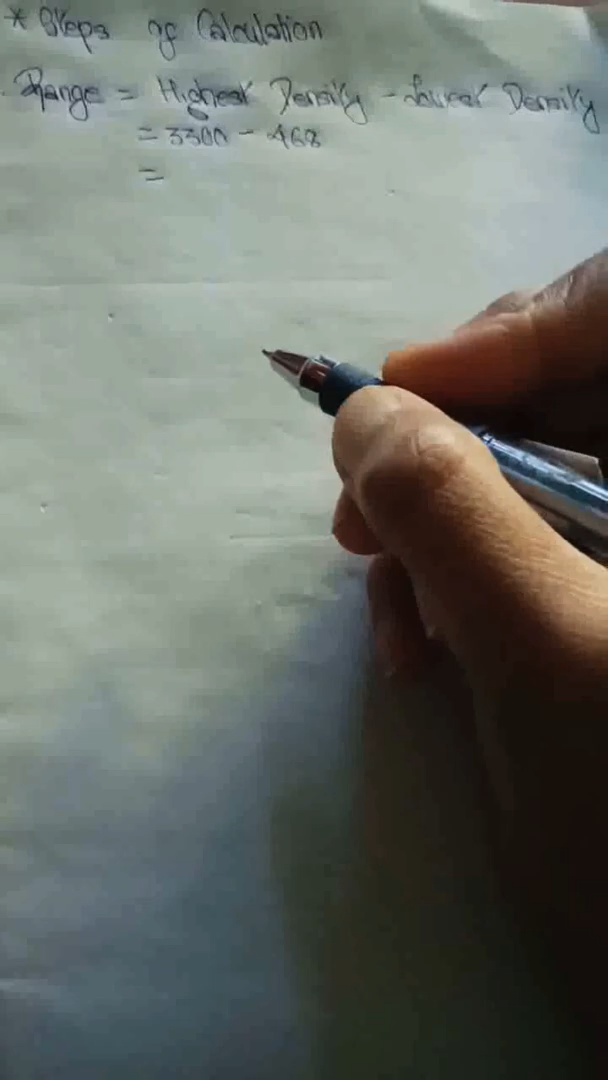 * Steps of Calculation
Range = Highest Density - Lowest Density
= 3300 - 468
=